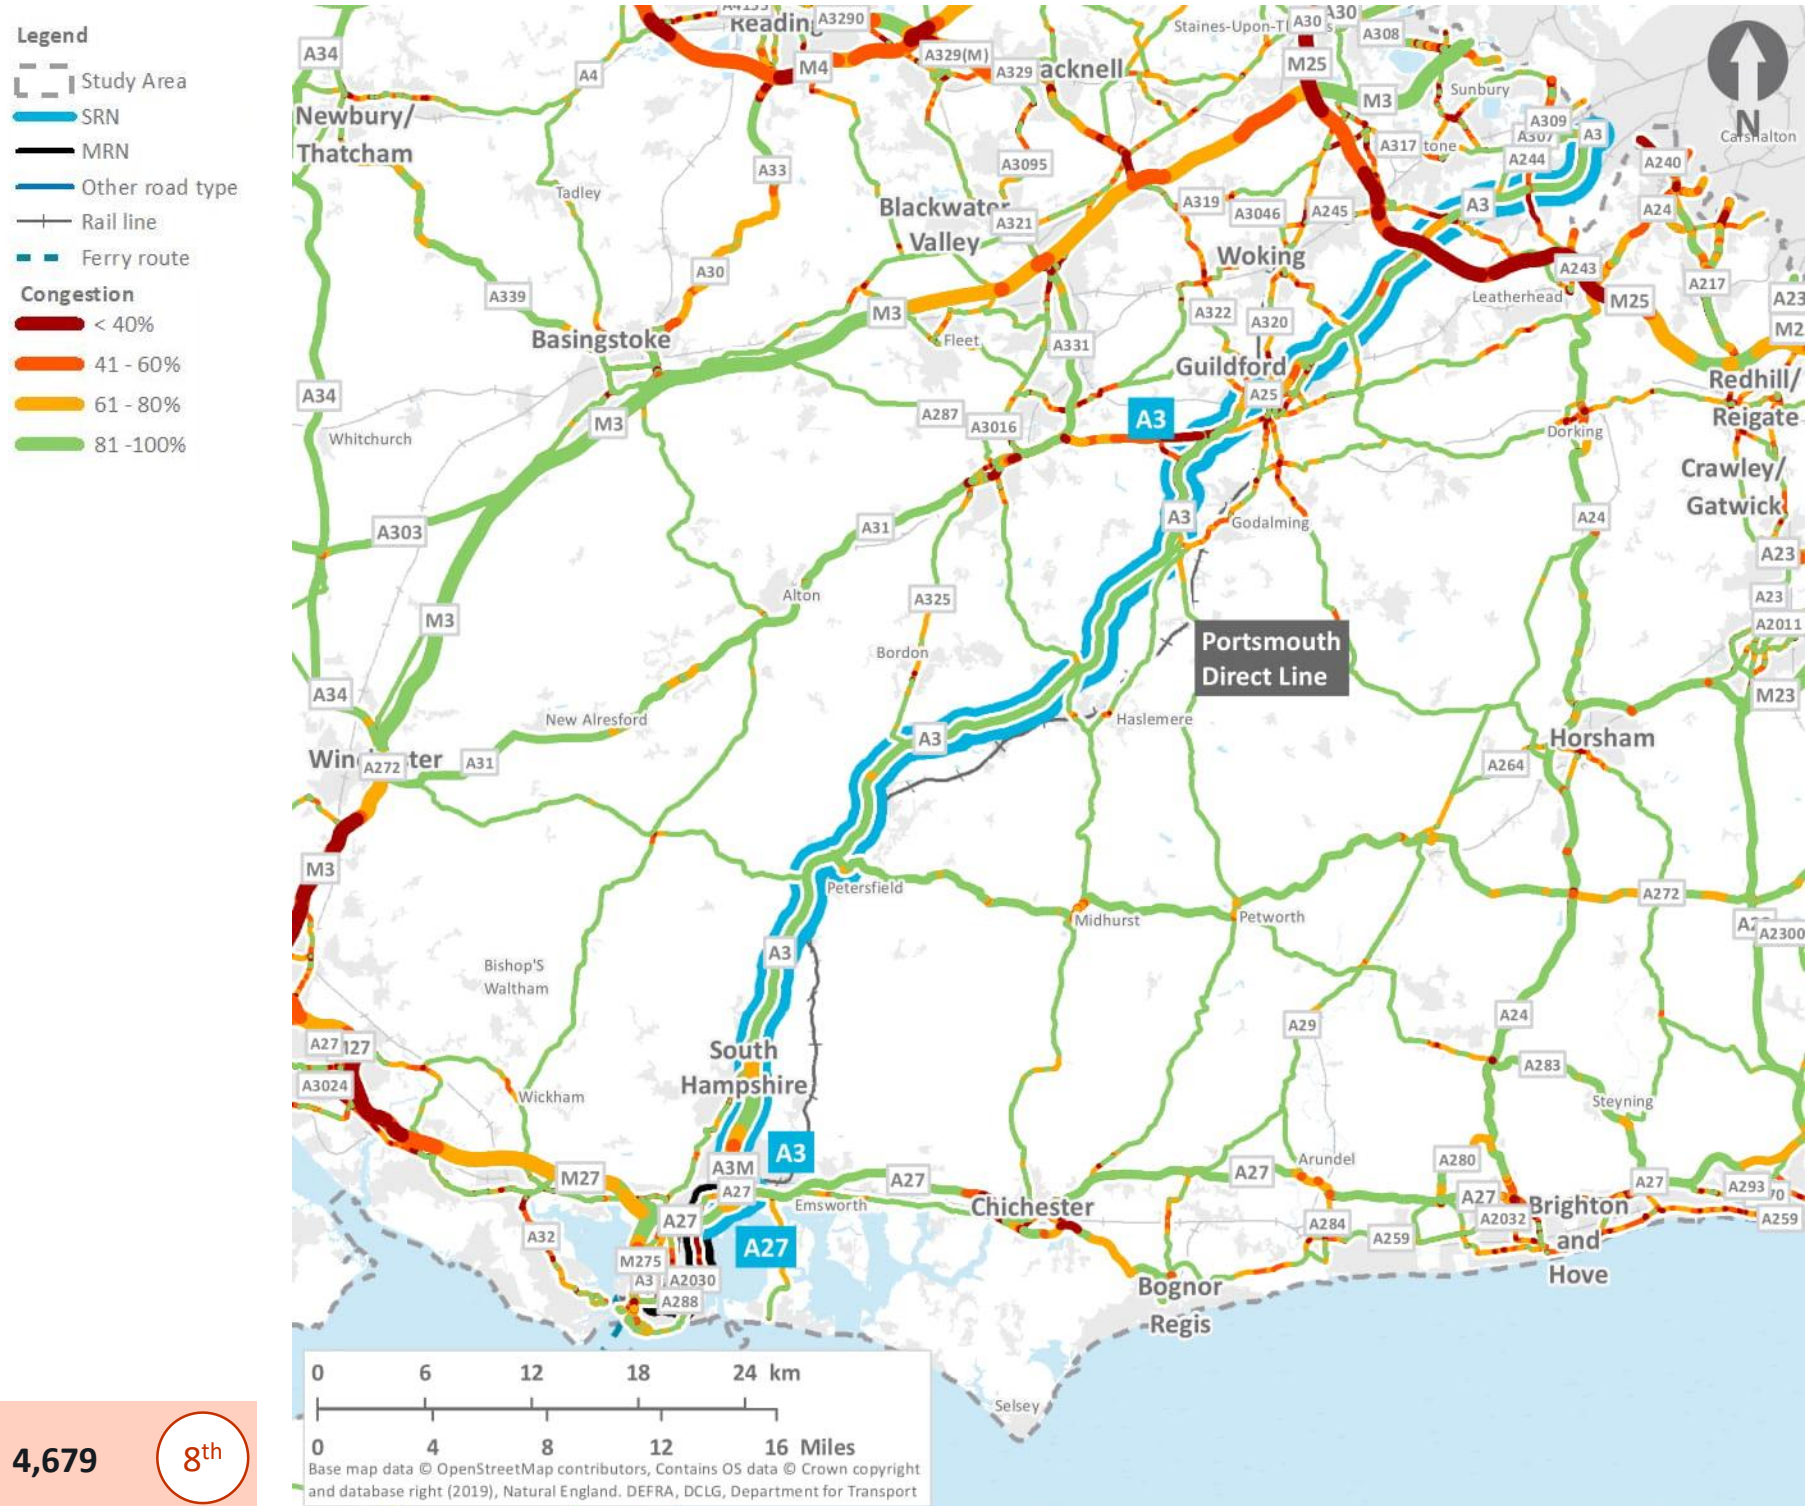 Legend
Study Area
SRN
MRN
Other road type
Rail line
Ferry route
Congestion
< 40%
41 - 60%
61 - 80%
81 -100%
4,679
8th
Reading
A3290
A34
A4
M4
A329(M)
A329
acknell
Staines-Upon-Th
A30
A30
A308
M25
M3
Sunbury
N
Newbury/
Thatcham
A33
A3095
A317
tone
A309
A307
A3
A244
A240
Carshalton
Tadley
Blackwater
Valley
A321
A319
A3046
A245
A3
A24
Woking
A30
A339
M3
Fleet
A331
A322
A320
Leatherhead
A243
M25
A217
A23
M2
Basingstoke
Guildford
A25
Redhill/
Reigate
A34
M3
A287
A3016
A3
Dorking
Whitchurch
Crawley/
Gatwick
A303
A31
A3
Godalming
A24
A23
Alton
A325
A23
A2011
M3
Bordon
Portsmouth
Direct Line
A34
New Alresford
A3
Haslemere
M23
Horsham
A272
A31
A264
M3
Petersfield
Midhurst
Petworth
A272
A2300
A3
Bishop'S
Waltham
A29
A24
A27
A3024
South
Hampshire
A283
Wickham
Steyning
M27
A3M
A3
A27
A27
A27
Arundel
A280
A27
A27
A293
A259
Emsworth
Chichester
Brighton
and
Hove
A2032
A32
A27
A27
A284
A259
M275
A3
A2030
A288
Bognor
Regis
Selsey
0 6 12 18 24 km
0 4 8 12 16 Miles
Base map data © OpenStreetMap contributors, Contains OS data © Crown copyright
and database right (2019), Natural England. DEFRA, DCLG, Department for Transport